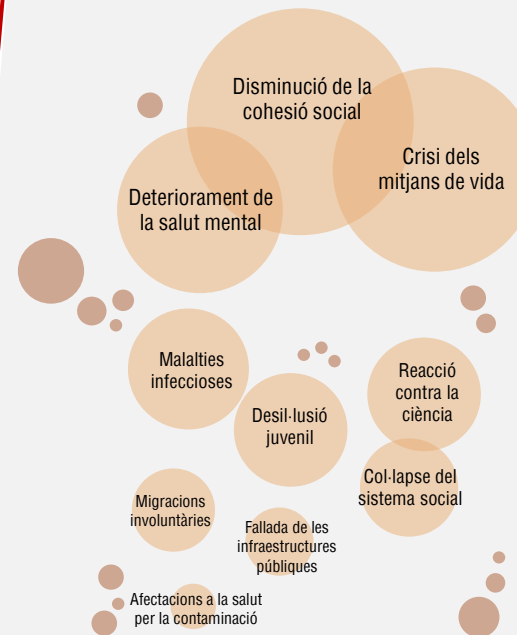 Disminució de la
cohesió social
Crisi dels
mitjans de vida
Deteriorament de
la salut mental
Malalties
infeccioses
Reacció
contra la
ciència
Desil·lusió
juvenil
Col·lapse del
sistema social
Migracions
involuntàries
Fallada de les
infraestructures
públiques
Afectacions a la salut
per la contaminació